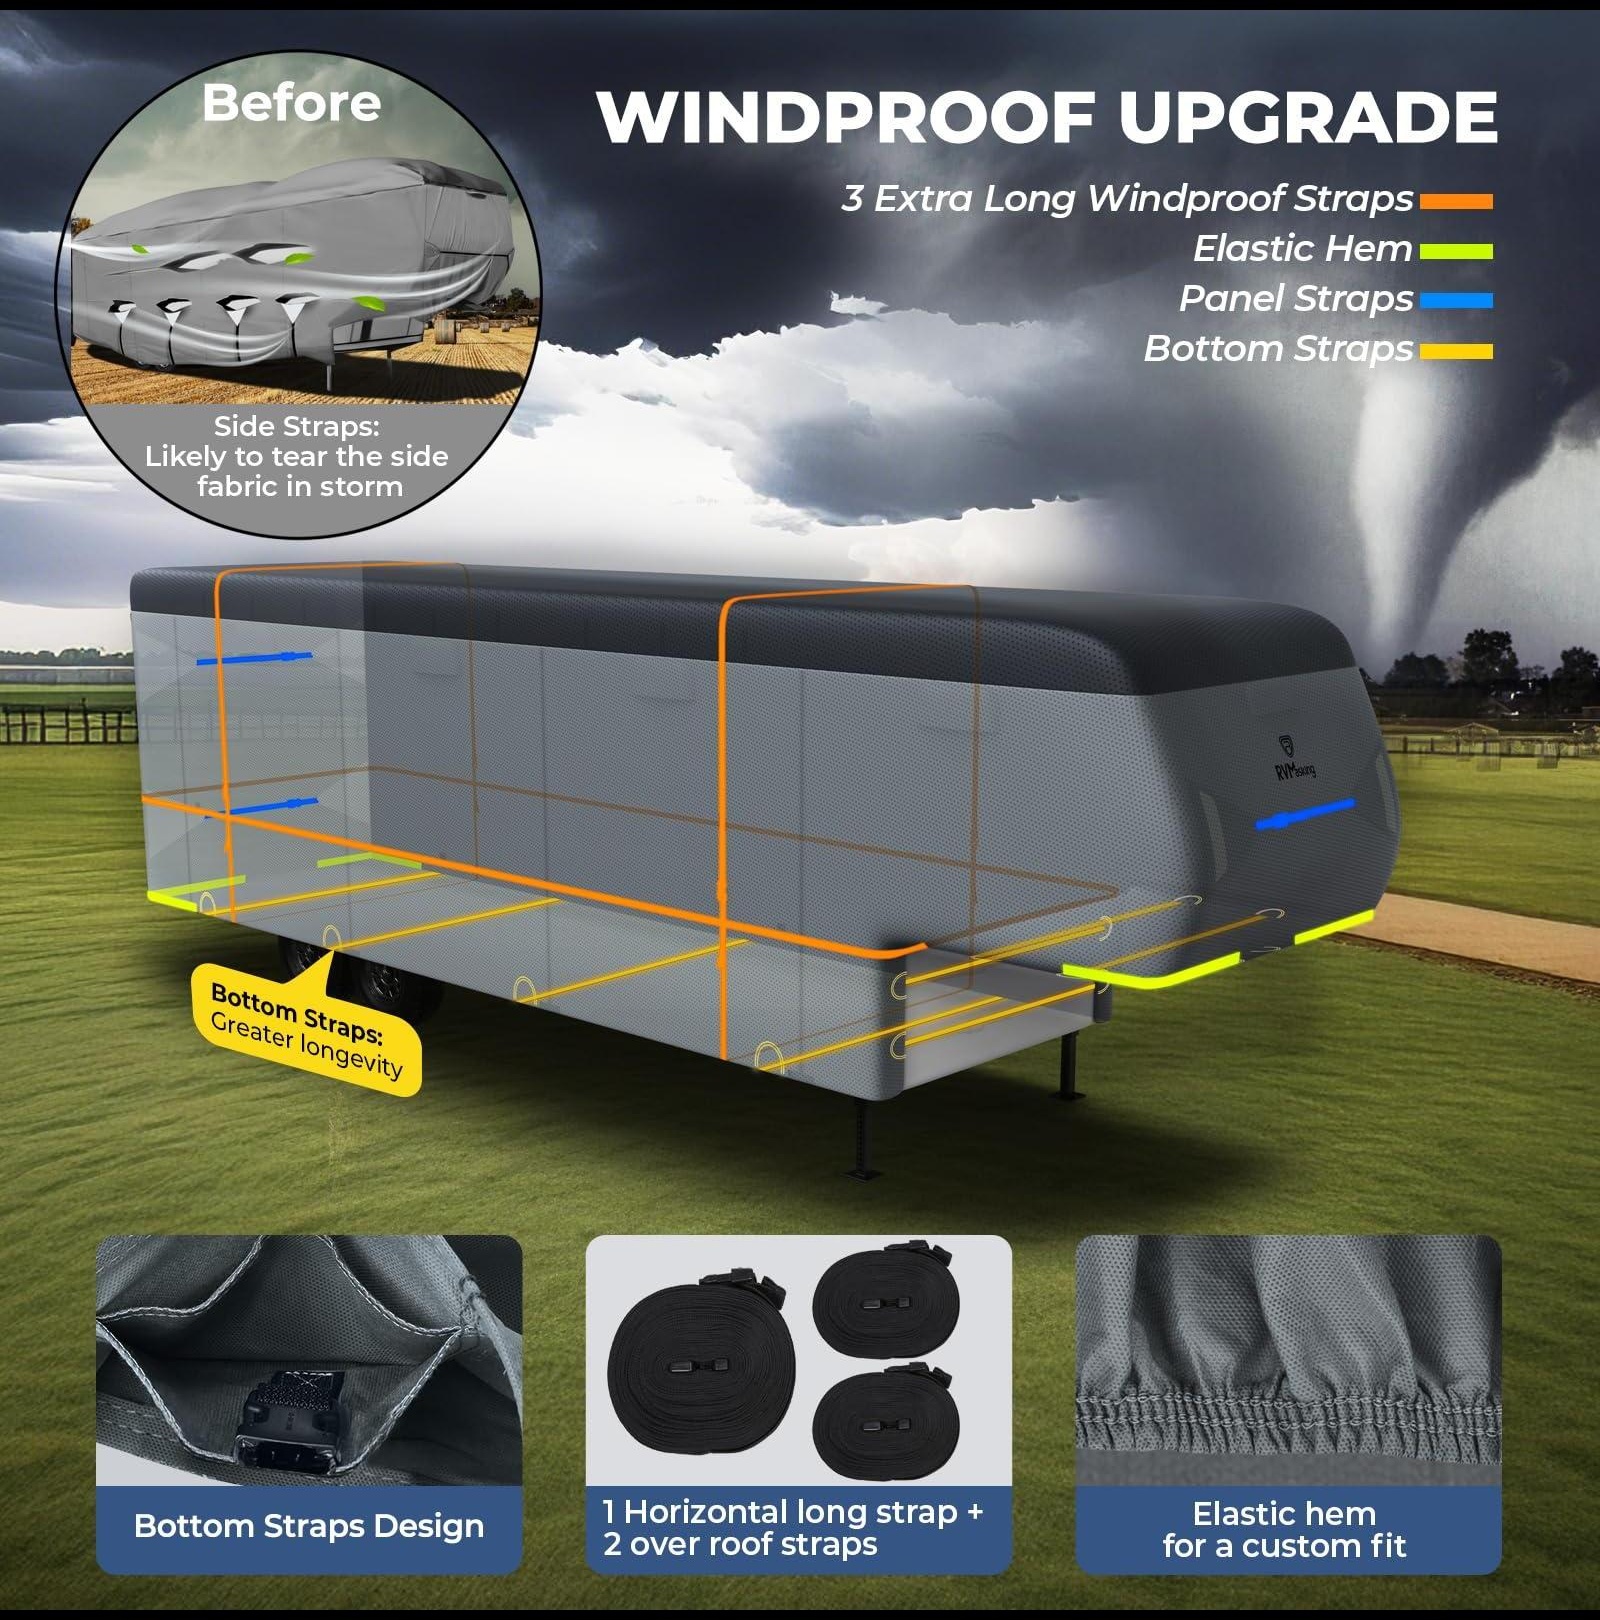 Before
WINDPROOF UPGRADE
3 Extra Long Windproof Straps
Elastic Hem
Panel Straps
Bottom Straps
Side Straps:
Likely to tear the side
fabric in storm
RVMasking
Bottom Straps:
Greater longevity
Bottom Straps Design
1 Horizontal long strap +
2 over roof straps
Elastic hem
for a custom fit